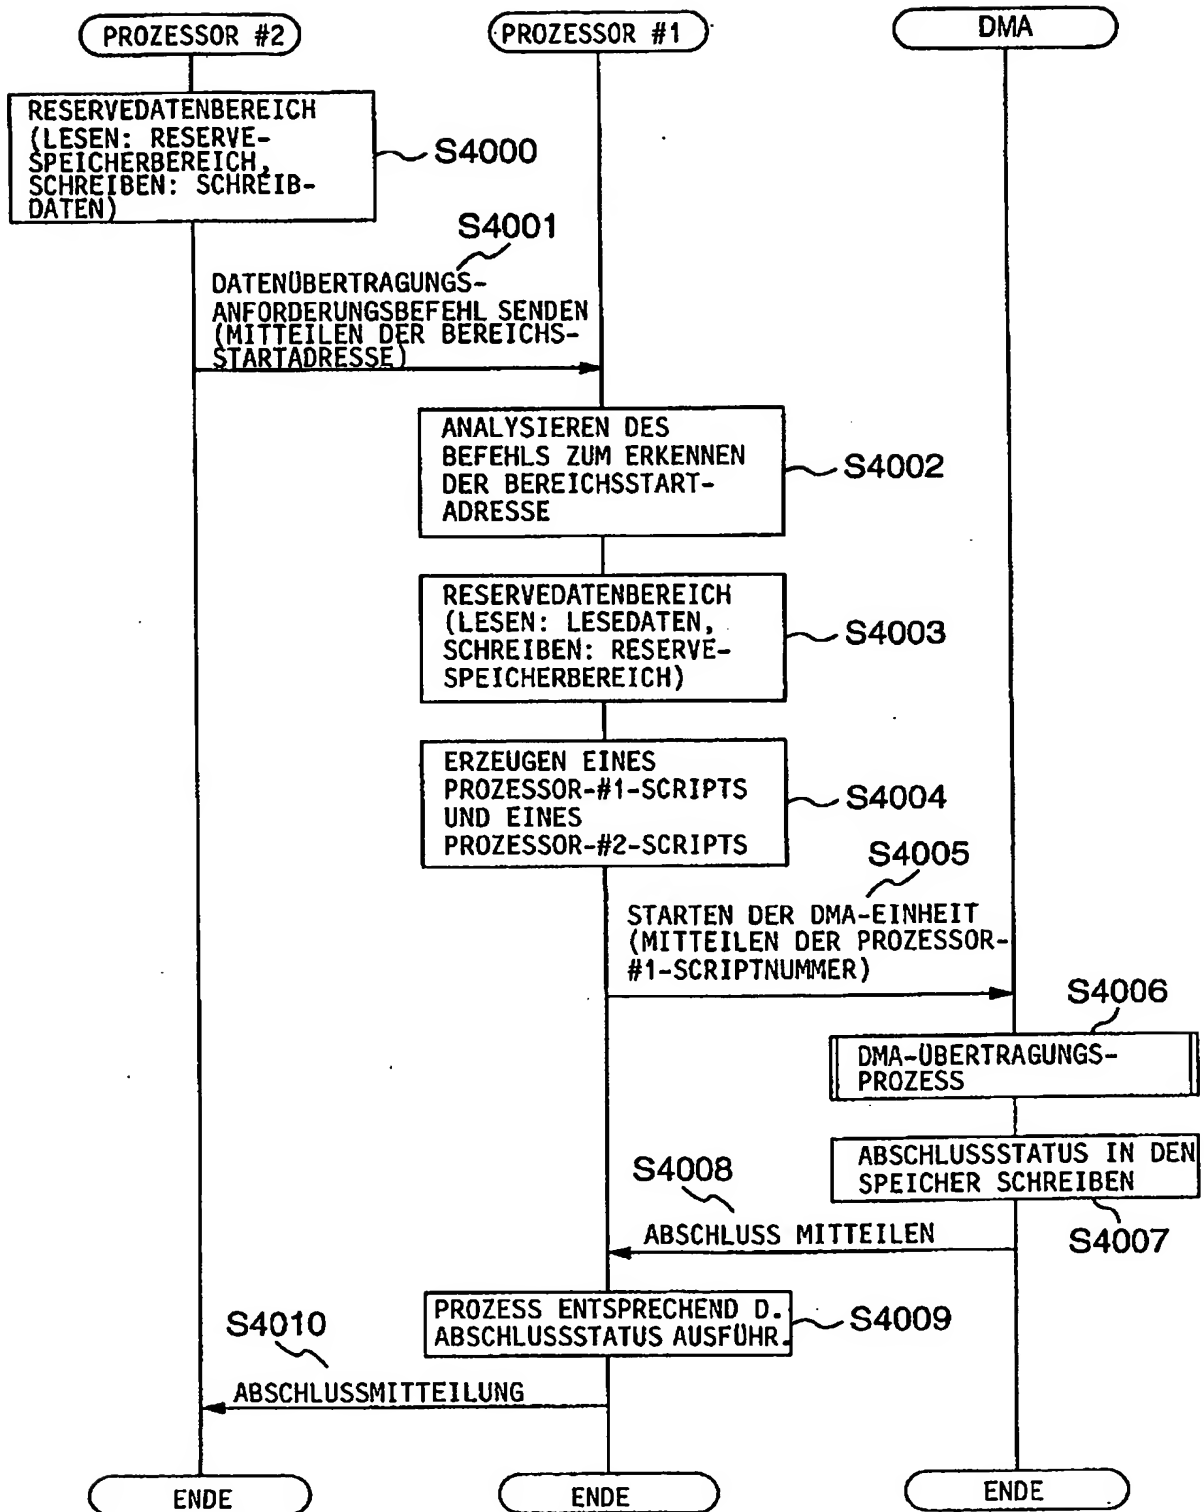 PROZESSOR #2
PROZESSOR #1
DMA
RESERVEDATENBEREICH
(LESEN: RESERVE-
SPEICHERBEREICH,
SCHREIBEN: SCHREIB-
DATEN)
S4000
S4001
DATENÜBERTRAGUNGS-
ANFORDERUNGSBEFEHL SENDEN
(MITTEILEN DER BEREICHS-
STARTADRESSE)
ANALYSIEREN DES
BEFEHLS ZUM ERKENNEN
DER BEREICHSSTART-
ADRESSE
S4002
RESERVEDATENBEREICH
(LESEN: LESEDATEN,
SCHREIBEN: RESERVE-
SPEICHERBEREICH)
S4003
ERZEUGEN EINES
PROZESSOR-#1-SCRIPTS
UND EINES
PROZESSOR-#2-SCRIPTS
S4004
S4005
STARTEN DER DMA-EINHEIT
(MITTEILEN DER PROZESSOR-
#1-SCRIPTNUMMER)
S4006
DMA-ÜBERTRAGUNGS-
PROZESS
ABSCHLUSSSTATUS IN DEN
SPEICHER SCHREIBEN
S4007
S4008
ABSCHLUSS MITTEILEN
PROZESS ENTSPRECHEND D.
ABSCHLUSSSTATUS AUSFÜHR.
S4009
S4010
ABSCHLUSSMITTEILUNG
ENDE
ENDE
ENDE